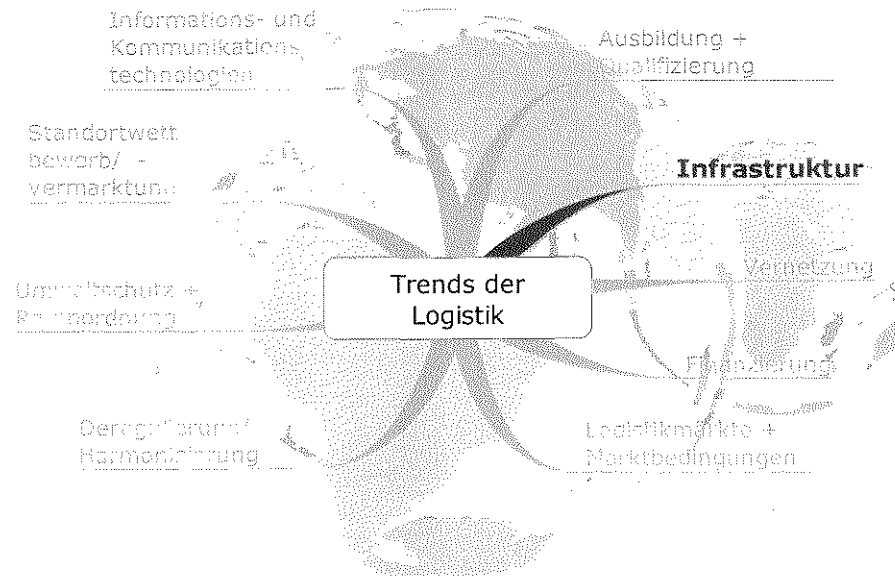 Informations- und
Kommunikations
technologien
Ausbildung +
Qualifizierung
Standortwett
bewerb/ -
vermarktung
Infrastruktur
Vernetzung
Trends der
Logistik
Umweltschutz +
Raumordnung
Finanzierung
Deregulierung/
Harmonisierung
Logistikmärkte +
Marktbedingungen